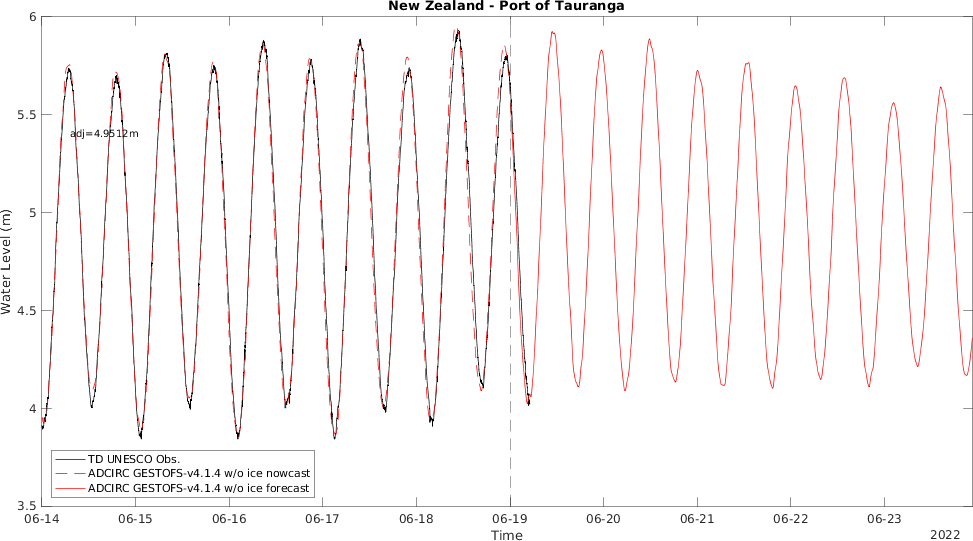 New Zealand - Port of Tauranga
6
5.5
5
4.5
4
3.5
Water Level (m)
adj=4.9512m
TD UNESCO Obs.
ADCIRC GESTOFS-v4.1.4 w/o ice nowcast
ADCIRC GESTOFS-v4.1.4 w/o ice forecast
06-14 06-15 06-16 06-17 06-18 06-19 06-20 06-21 06-22 06-23
Time
2022